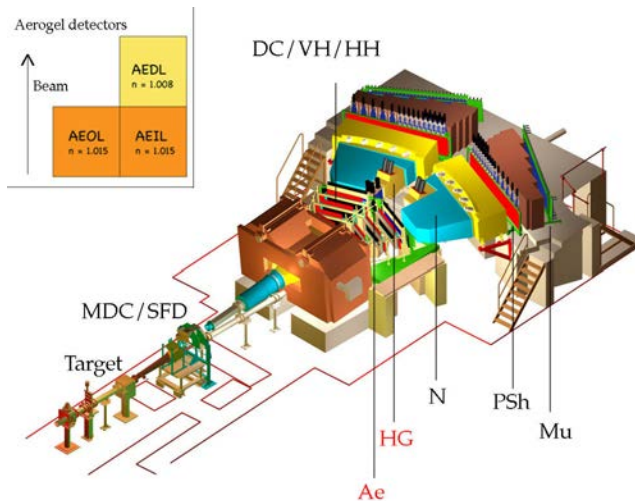 Aerogel detectors
Beam
AEDL
n = 1.008
AEOL
n = 1.015
AEIL
n = 1.015
DC/VH/HH
MDC/SFD
Target
N
PSh
Mu
HG
Ae